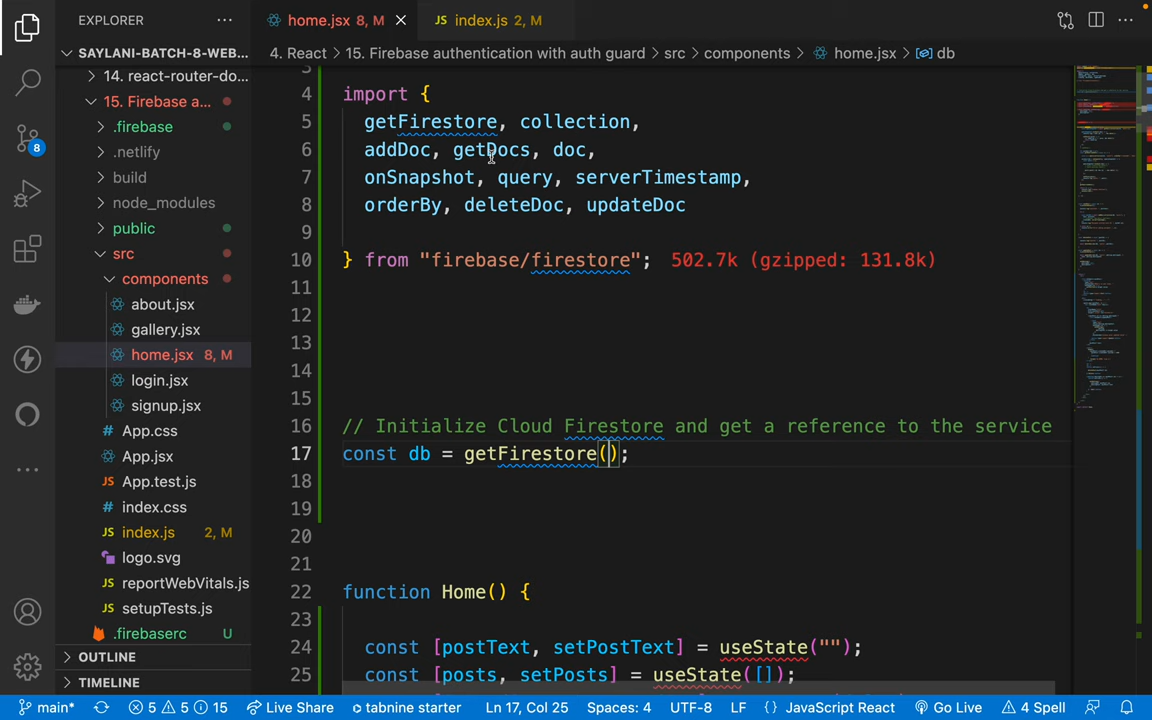 EXPLORER
home.jsx 8, M
JS index.js 2, M
SAYLANI-BATCH-8-WEB...
4. React > 15. Firebase authentication with auth guard > src > components > home.jsx > db
14. react-router-do...
15. Firebase a...
.firebase
.netlify
build
node_modules
public
src
components
about.jsx
gallery.jsx
home.jsx 8, M
login.jsx
signup.jsx
App.css
App.jsx
JS App.test.js
index.css
JS index.js 2, M
logo.svg
JS reportWebVitals.js
JS setupTests.js
.firebaserc U
OUTLINE
TIMELINE
4 import {
5 getFirestore, collection,
6 addDoc, getDocs, doc,
7 onSnapshot, query, serverTimestamp,
8 orderBy, deleteDoc, updateDoc
9
10 } from "firebase/firestore"; 502.7k (gzipped: 131.8k)
11
12
13
14
15
16 // Initialize Cloud Firestore and get a reference to the service
17 const db = getFirestore();
18
19
20
21
22 function Home() {
23
24 const [postText, setPostText] = useState("");
25 const [posts, setPosts] = useState([]);
8
main* 5 5 15 Live Share tabnine starter Ln 17, Col 25 Spaces: 4 UTF-8 LF {} JavaScript React Go Live 4 Spell